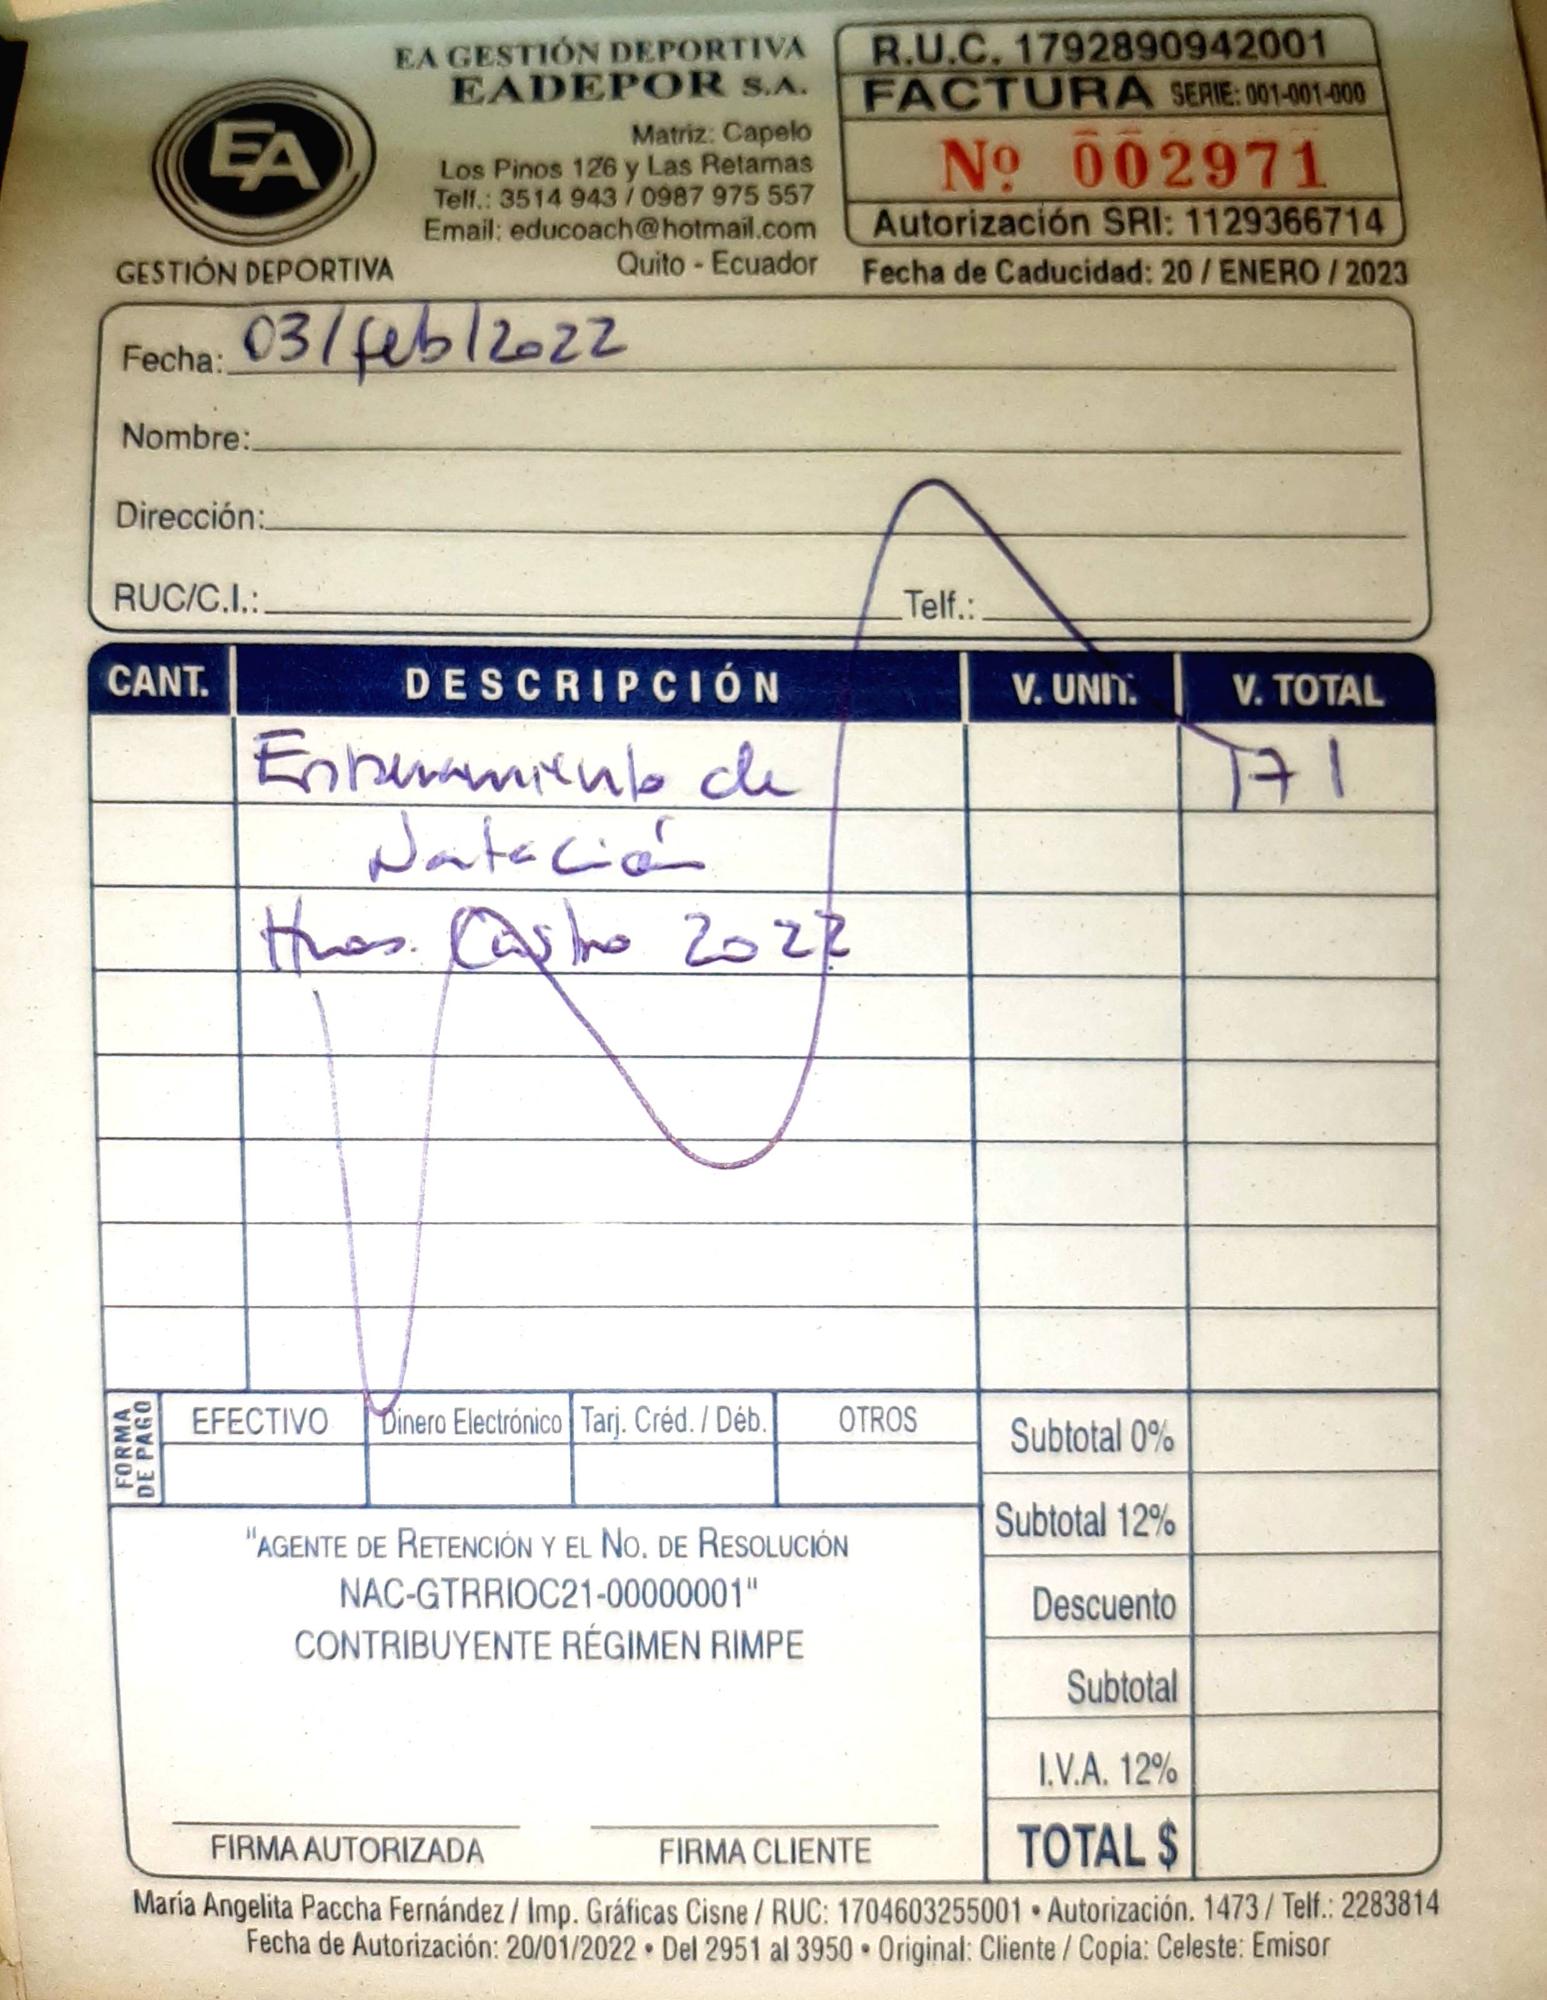 EA GESTIÓN DEPORTIVA
EADEPOR S.A.
Matriz: Capelo
Los Pinos 126 y Las Retamas
Telf.: 3514 943 / 0987 975 557
Email: educoach@hotmail.com
Quito - Ecuador
EA
GESTIÓN DEPORTIVA
R.U.C. 1792890942001
FACTURA SERIE: 001-001-000
Nº 002971
Autorización SRI: 1129366714
Fecha de Caducidad: 20 / ENERO / 2023
Fecha: 03/feb/2022
Nombre:
Dirección:
RUC/C.I.: Telf.:
CANT. DESCRIPCIÓN V. UNIT. V. TOTAL
Entrenamiento de 171
Natación
Hnos. Castro 2022
FORMA DE PAGO
EFECTIVO Dinero Electrónico Tarj. Créd. / Déb. OTROS
Subtotal 0%
Subtotal 12%
Descuento
Subtotal
I.V.A. 12%
TOTAL $
"AGENTE DE RETENCIÓN Y EL NO. DE RESOLUCIÓN
NAC-GTRRIOC21-00000001"
CONTRIBUYENTE RÉGIMEN RIMPE
FIRMA AUTORIZADA FIRMA CLIENTE
María Angelita Paccha Fernández / Imp. Gráficas Cisne / RUC: 1704603255001 • Autorización. 1473 / Telf.: 2283814
Fecha de Autorización: 20/01/2022 • Del 2951 al 3950 • Original: Cliente / Copia: Celeste: Emisor